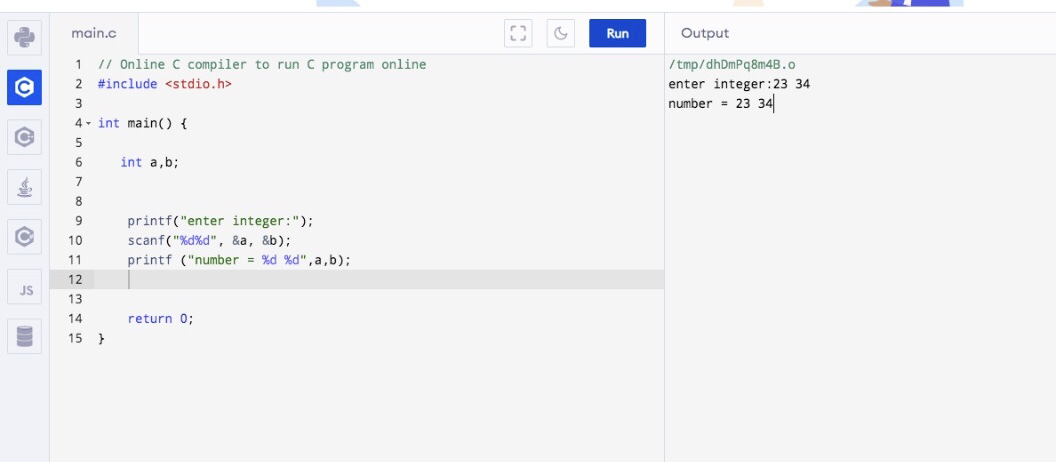 main.c
Run
Output
1 // Online C compiler to run C program online
2 #include <stdio.h>
3
4 int main() {
5
6 int a,b;
7
8
9 printf("enter integer:");
10 scanf("%d%d", &a, &b);
11 printf ("number = %d %d",a,b);
12
13
14 return 0;
15 }
/tmp/dhDmPq8m4B.o
enter integer:23 34
number = 23 34
C
C
C
JS